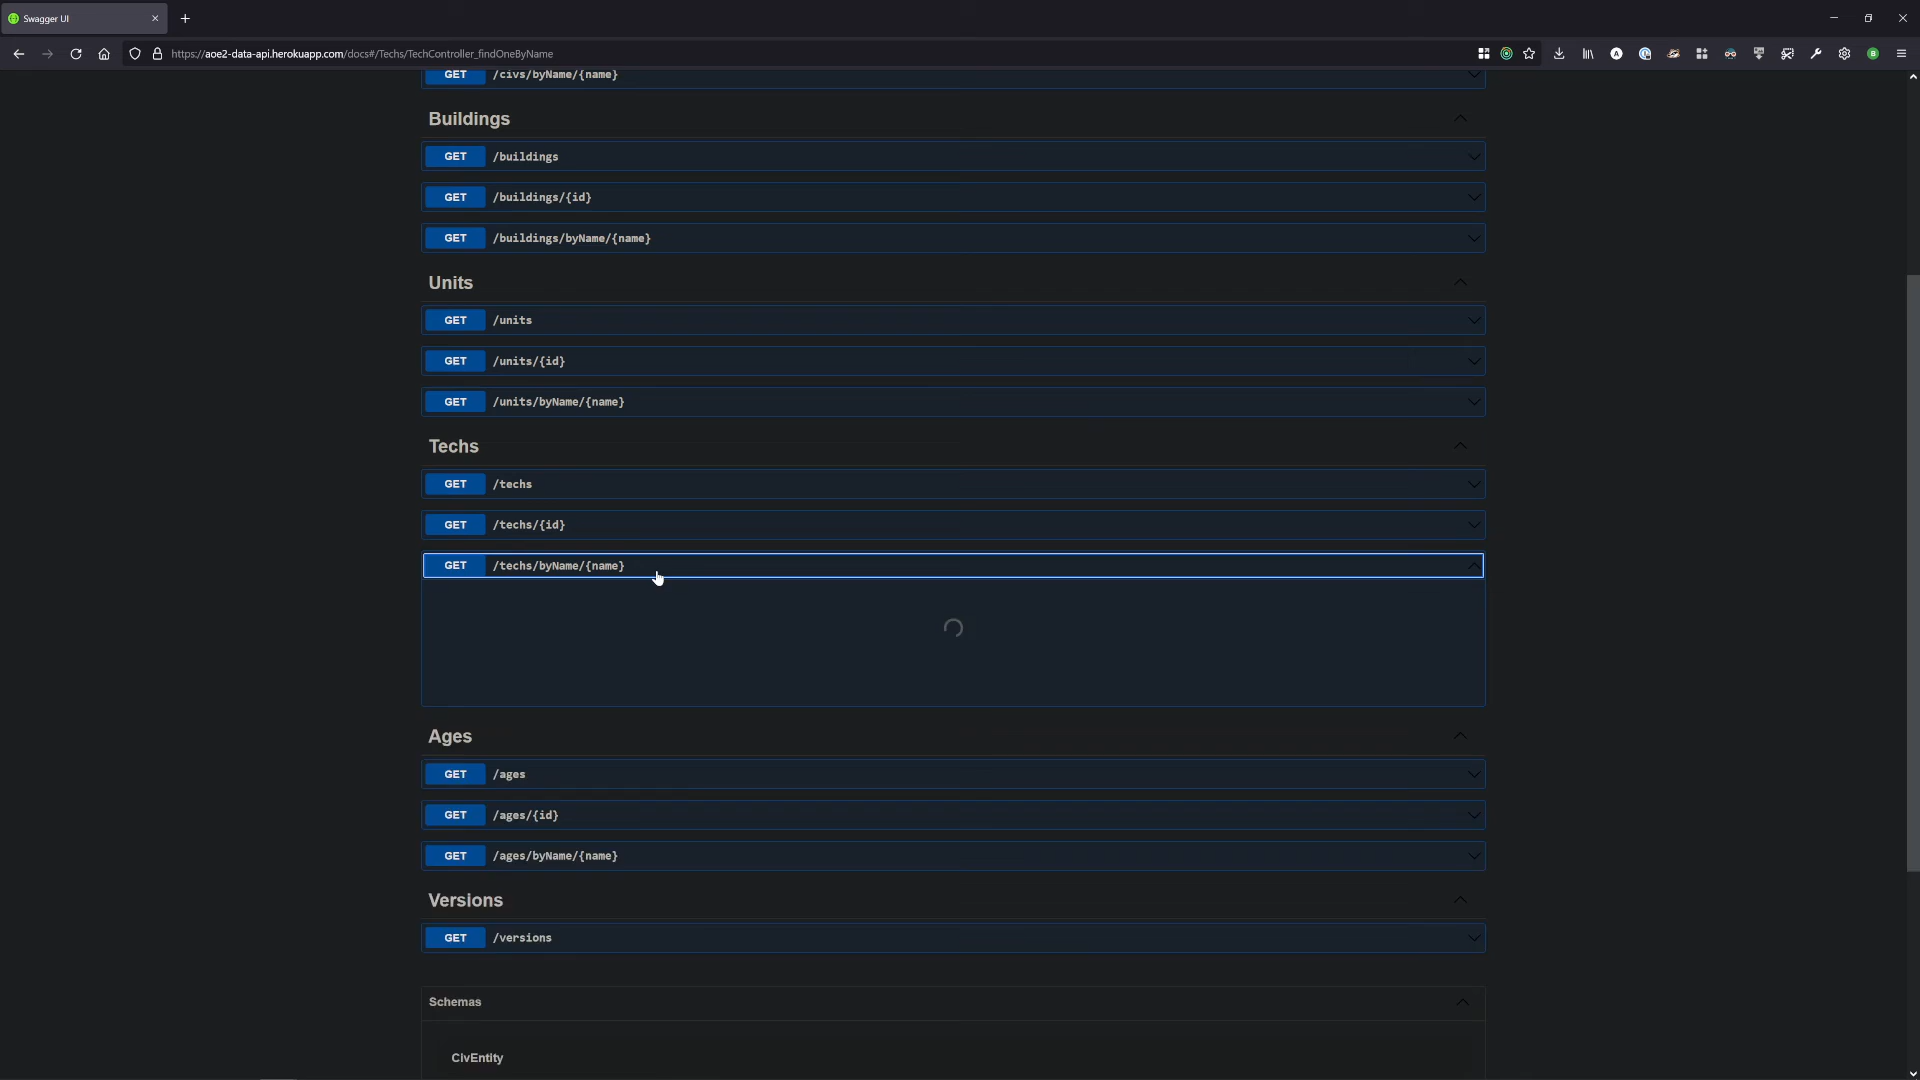 Swagger UI
https://aoe2-data-api.herokuapp.com/docs#/Techs/TechController_findOneByName
GET /civs/byName/{name}
Buildings
GET /buildings
GET /buildings/{id}
GET /buildings/byName/{name}
Units
GET /units
GET /units/{id}
GET /units/byName/{name}
Techs
GET /techs
GET /techs/{id}
GET /techs/byName/{name}
Ages
GET /ages
GET /ages/{id}
GET /ages/byName/{name}
Versions
GET /versions
Schemas
CivEntity